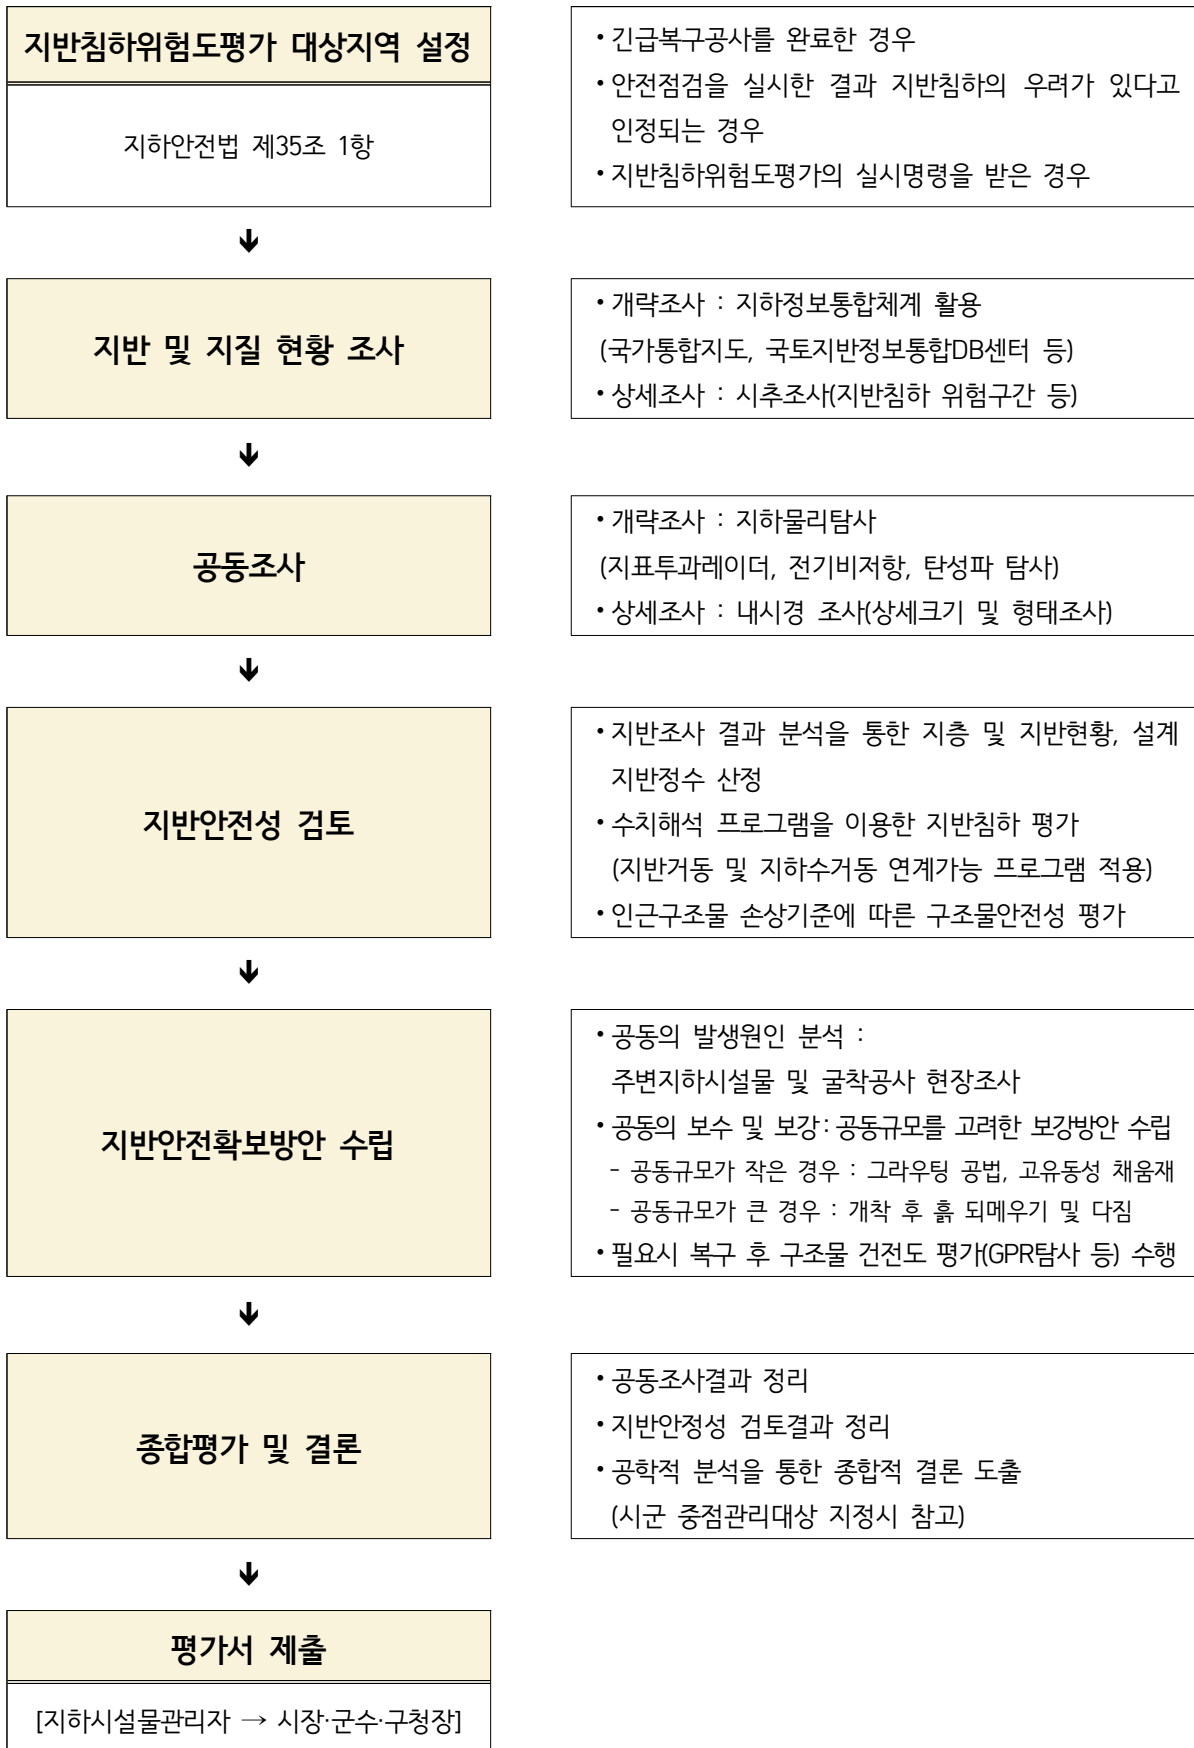 지반침하위험도평가 대상지역 설정
지하안전법 제35조 1항
• 긴급복구공사를 완료한 경우
• 안전점검을 실시한 결과 지반침하의 우려가 있다고
인정되는 경우
• 지반침하위험도평가의 실시명령을 받은 경우
🡻
지반 및 지질 현황 조사
• 개략조사 : 지하정보통합체계 활용
(국가통합지도, 국토지반정보통합DB센터 등)
• 상세조사 : 시추조사(지반침하 위험구간 등)
🡻
공동조사
• 개략조사 : 지하물리탐사
(지표투과레이더, 전기비저항, 탄성파 탐사)
• 상세조사 : 내시경 조사(상세크기 및 형태조사)
🡻
지반안전성 검토
• 지반조사 결과 분석을 통한 지층 및 지반현황, 설계
지반정수 산정
• 수치해석 프로그램을 이용한 지반침하 평가
(지반거동 및 지하수거동 연계가능 프로그램 적용)
• 인근구조물 손상기준에 따른 구조물안전성 평가
🡻
지반안전확보방안 수립
• 공동의 발생원인 분석 :
주변지하시설물 및 굴착공사 현장조사
• 공동의 보수 및 보강 : 공동규모를 고려한 보강방안 수립
- 공동규모가 작은 경우 : 그라우팅 공법, 고유동성 채움재
- 공동규모가 큰 경우 : 개착 후 흙 되메우기 및 다짐
• 필요시 복구 후 구조물 건전도 평가(GPR탐사 등) 수행
🡻
종합평가 및 결론
• 공동조사결과 정리
• 지반안정성 검토결과 정리
• 공학적 분석을 통한 종합적 결론 도출
(시군 중점관리대상 지정시 참고)
🡻
평가서 제출
[지하시설물관리자 → 시장·군수·구청장]